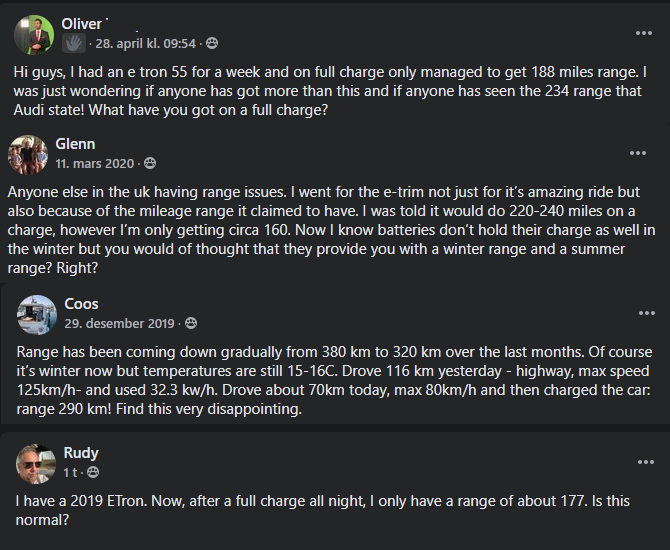 Oliver
28. april kl. 09:54 ·
Hi guys, I had an e tron 55 for a week and on full charge only managed to get 188 miles range. I
was just wondering if anyone has got more than this and if anyone has seen the 234 range that
Audi state! What have you got on a full charge?
Glenn
11. mars 2020 ·
Anyone else in the uk having range issues. I went for the e-trim not just for it's amazing ride but
also because of the mileage range it claimed to have. I was told it would do 220-240 miles on a
charge, however I'm only getting circa 160. Now I know batteries don't hold their charge as well in
the winter but you would of thought that they provide you with a winter range and a summer
range? Right?
Coos
29. desember 2019 ·
Range has been coming down gradually from 380 km to 320 km over the last months. Of course
it's winter now but temperatures are still 15-16C. Drove 116 km yesterday - highway, max speed
125km/h- and used 32.3 kw/h. Drove about 70km today, max 80km/h and then charged the car:
range 290 km! Find this very disappointing.
Rudy
1 t ·
I have a 2019 ETron. Now, after a full charge all night, I only have a range of about 177. Is this
normal?